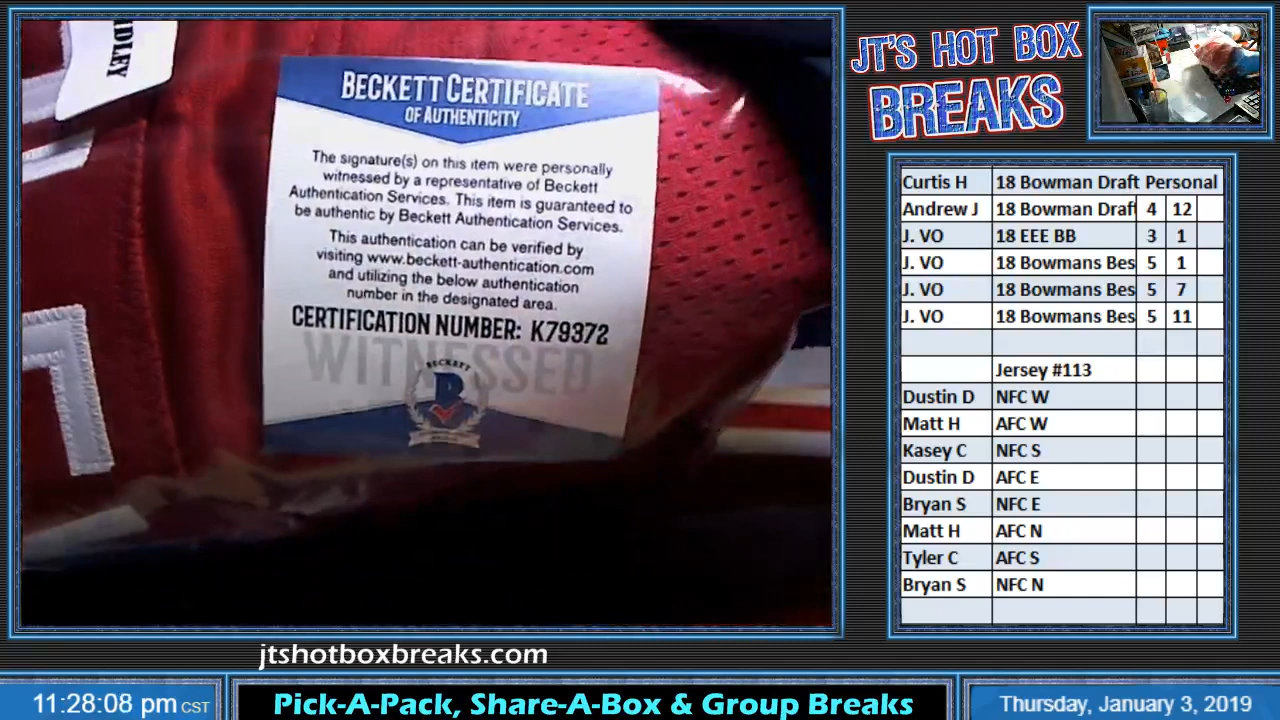 IDLEY
BECKETT CERTIFICATE
OF AUTHENTICITY
The signature(s) on this item were personally
witnessed by a representative of Beckett
Authentication Services. This item is guaranteed to
be authentic by Beckett Authentication Services.
This authentication can be verified by
visiting www.beckett-authentication.com
and utilizing the below authentication
number in the designated area.
CERTIFICATION NUMBER: K79372
WITNESSED
BECKETT
B
JT'S HOT BOX
BREAKS
Curtis H 18 Bowman Draft Personal
Andrew J 18 Bowman Draf 4 12
J. VO 18 EEE BB 3 1
J. VO 18 Bowmans Bes 5 1
J. VO 18 Bowmans Bes 5 7
J. VO 18 Bowmans Bes 5 11
Jersey #113
Dustin D NFC W
Matt H AFC W
Kasey C NFC S
Dustin D AFC E
Bryan S NFC E
Matt H AFC N
Tyler C AFC S
Bryan S NFC N
jtshotboxbreaks.com
11:28:08 pm CST
Pick-A-Pack, Share-A-Box & Group Breaks
Thursday, January 3, 2019